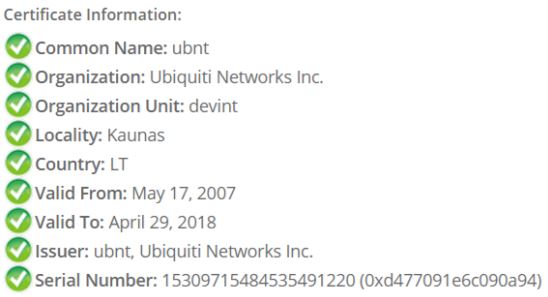 Certificate Information:
Common Name: ubnt
Organization: Ubiquiti Networks Inc.
Organization Unit: devint
Locality: Kaunas
Country: LT
Valid From: May 17, 2007
Valid To: April 29, 2018
Issuer: ubnt, Ubiquiti Networks Inc.
Serial Number: 15309715484535491220 (0xd477091e6c090a94)